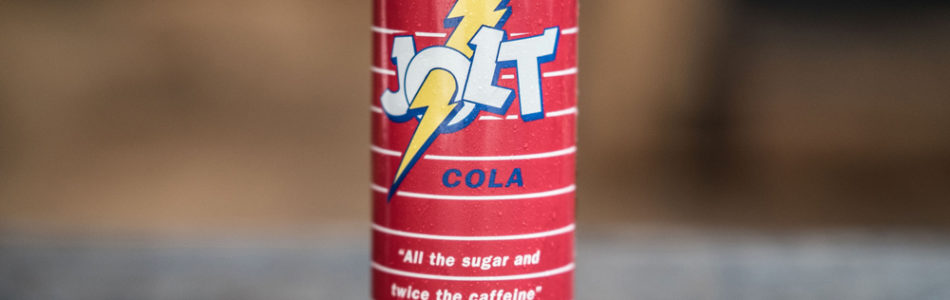 JOLT
COLA
"All the sugar and
twice the caffeine"